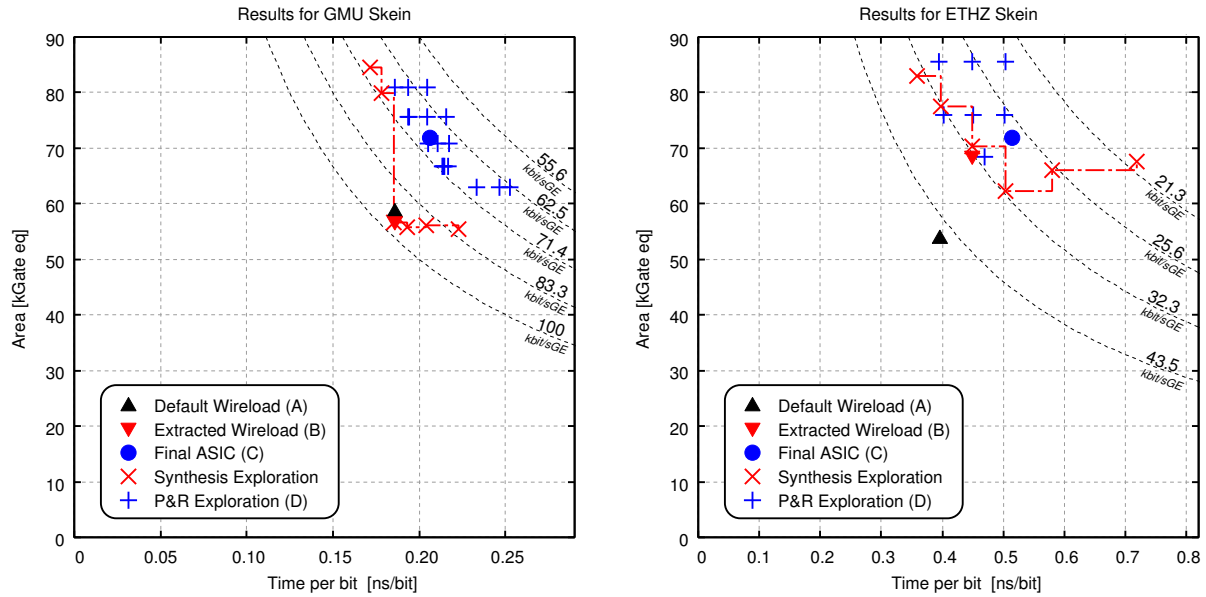 Results for GMU Skein
90
80
70
60
50
40
30
20
10
0
Area [kGate eq]
0
0.05
0.10
0.15
0.20
0.25
Time per bit [ns/bit]
55.6
kbit/sGE
62.5
kbit/sGE
71.4
kbit/sGE
83.3
kbit/sGE
100
kbit/sGE
Default Wireload (A)
Extracted Wireload (B)
Final ASIC (C)
Synthesis Exploration
P&R Exploration (D)
Results for ETHZ Skein
90
80
70
60
50
40
30
20
10
0
Area [kGate eq]
0
0.1
0.2
0.3
0.4
0.5
0.6
0.7
0.8
Time per bit [ns/bit]
21.3
kbit/sGE
25.6
kbit/sGE
32.3
kbit/sGE
43.5
kbit/sGE
Default Wireload (A)
Extracted Wireload (B)
Final ASIC (C)
Synthesis Exploration
P&R Exploration (D)